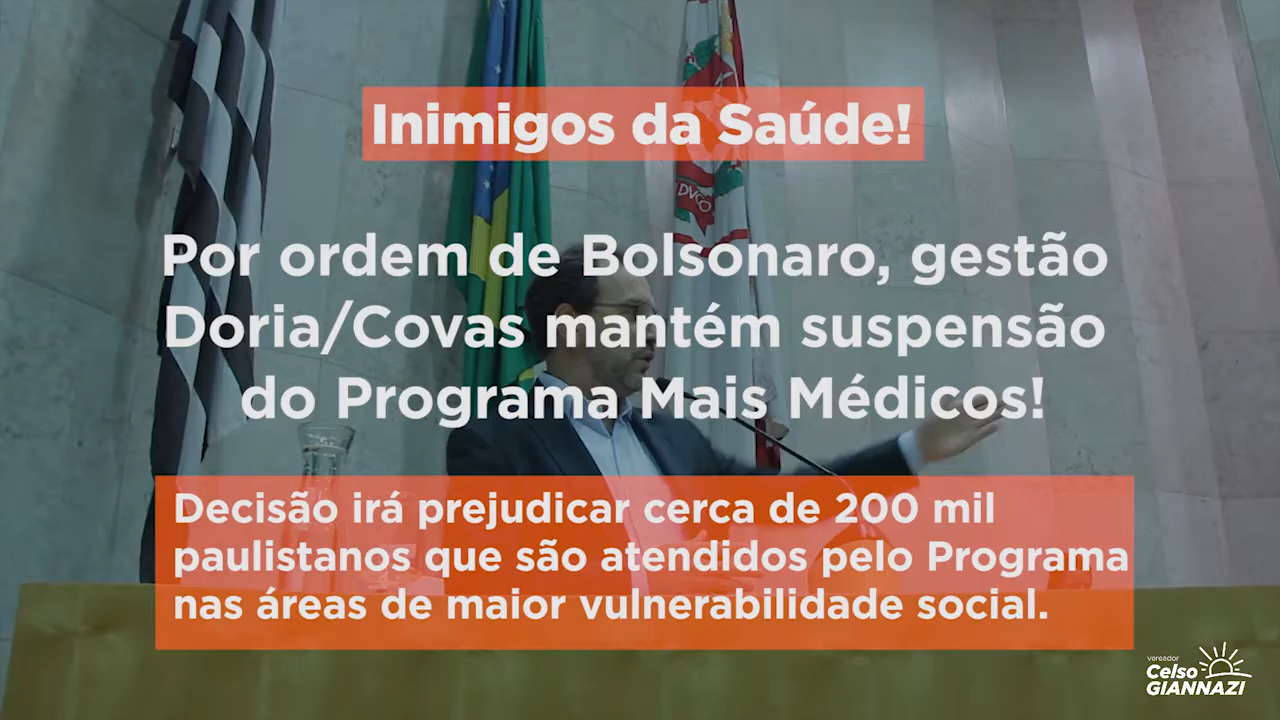 Inimigos da Saúde!
DVCO
Por ordem de Bolsonaro, gestão
Doria/Covas mantém suspensão
do Programa Mais Médicos!
Decisão irá prejudicar cerca de 200 mil
paulistanos que são atendidos pelo Programa
nas áreas de maior vulnerabilidade social.
vereador
Celso
GIANNAZI